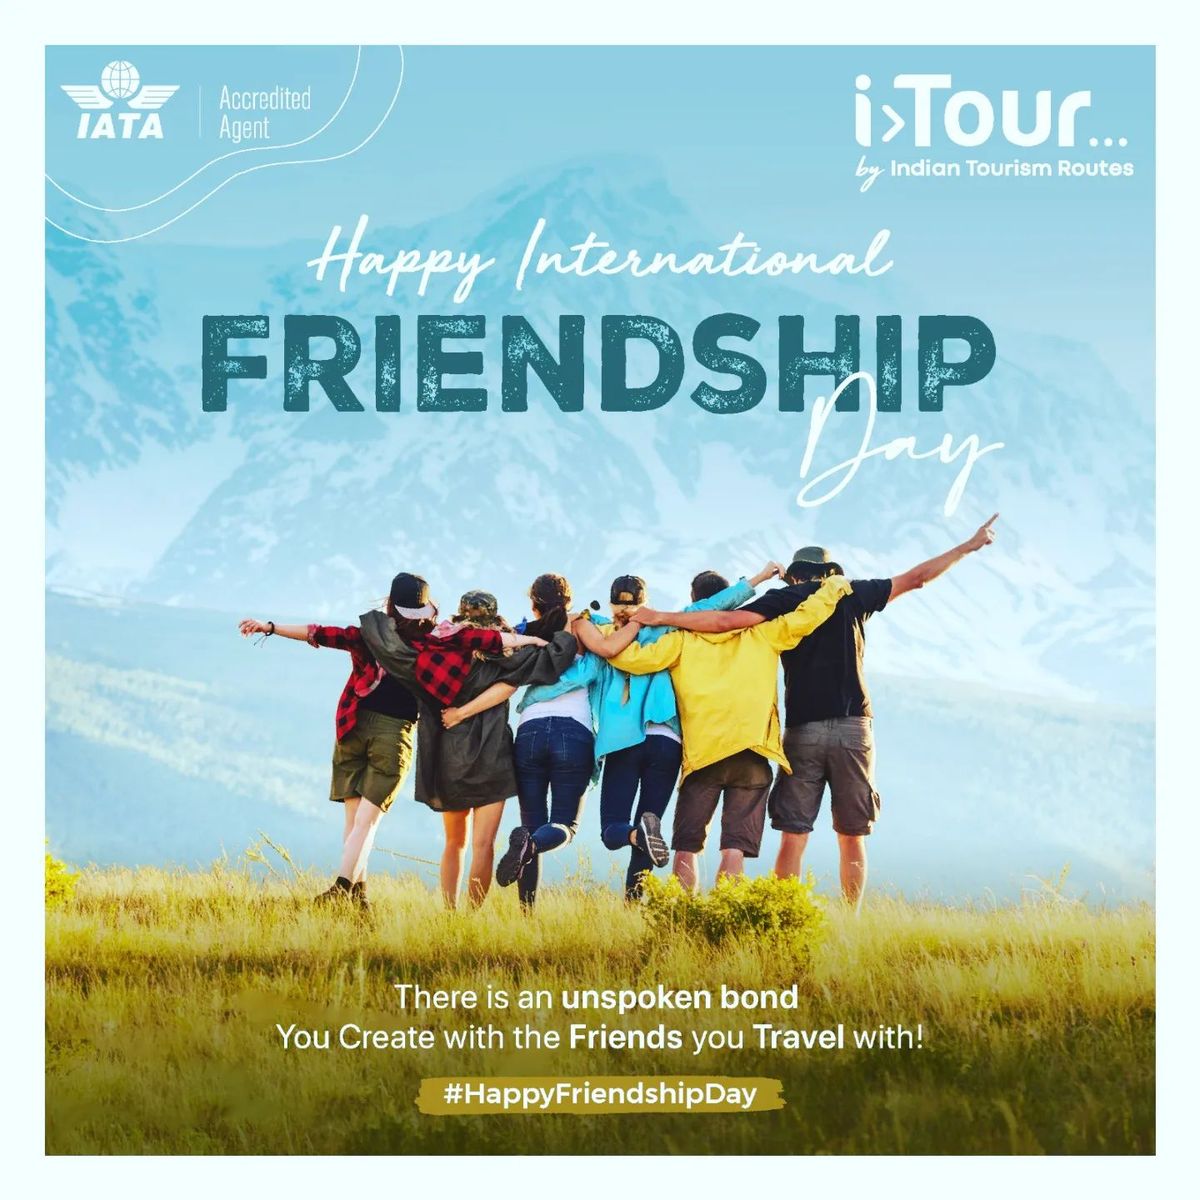 IATA
Accredited
Agent
i>Tour...
by Indian Tourism Routes
Happy International
FRIENDSHIP
Day
There is an unspoken bond
You Create with the Friends you Travel with!
#HappyFriendshipDay